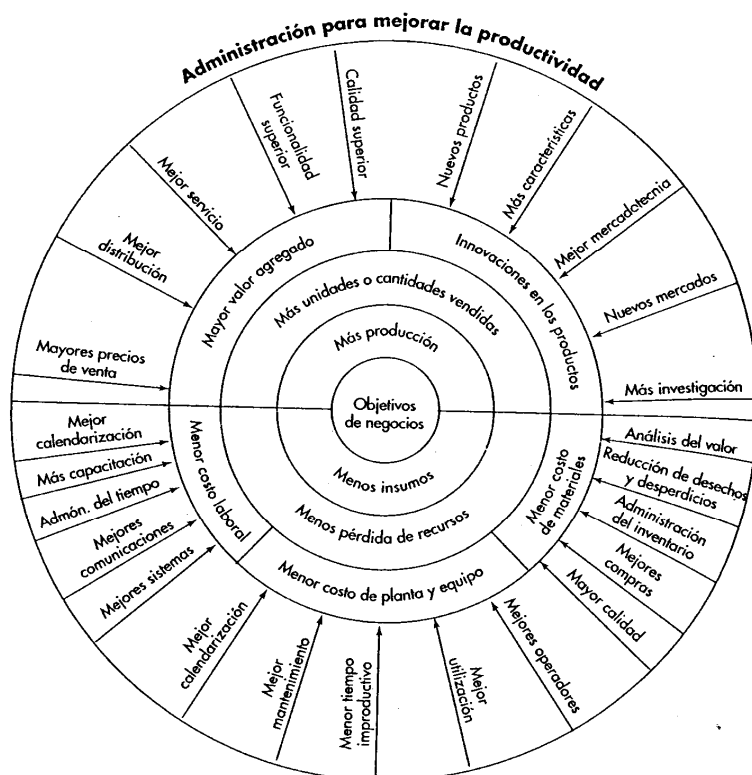 Administración para mejorar la productividad
Mayores precios
de venta
Mejor
distribución
Mejor servicio
Funcionalidad
superior
Calidad superior
Nuevos productos
Más características
Mejor mercadotecnia
Nuevos mercados
Más investigación
Mayor valor agregado
Innovaciones en los productos
Más unidades o cantidades vendidas
Más producción
Objetivos
de negocios
Menos insumos
Menos pérdida de recursos
Menor costo laboral
Menor costo de planta y equipo
Menor costo
de materiales
Mejor
calendarización
Más capacitación
Admón. del tiempo
Mejores
comunicaciones
Mejores sistemas
Mejor
calendarización
Mejor
mantenimiento
Menor tiempo
improductivo
Mejor
utilización
Mejores operadores
Mayor calidad
Mejores
compras
Administración
del inventario
Reducción de desechos
y desperdicios
Análisis del valor